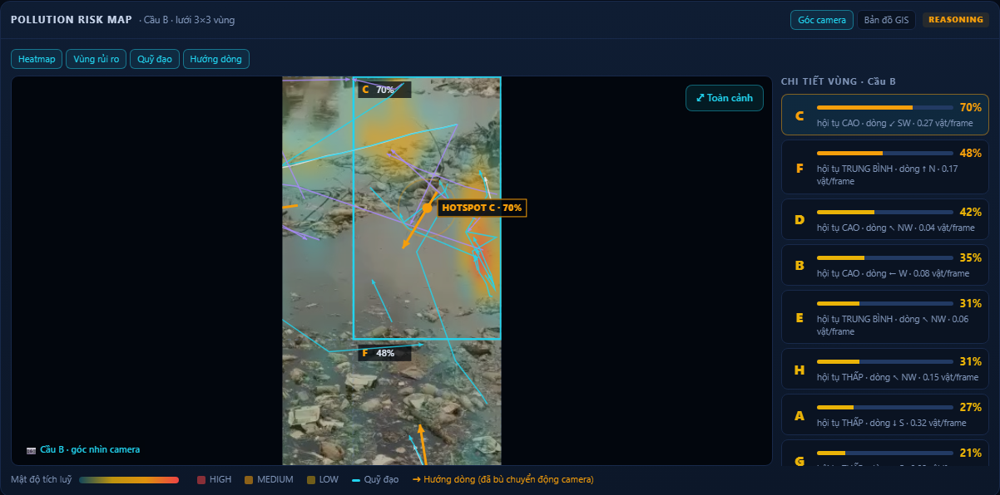 POLLUTION RISK MAP · Cầu B · lưới 3×3 vùng
Góc camera
Bản đồ GIS
REASONING
Heatmap
Vùng rủi ro
Quỹ đạo
Hướng dòng
C 70%
HOTSPOT C · 70%
F 48%
⤢ Toàn cảnh
Cầu B · góc nhìn camera
CHI TIẾT VÙNG · Cầu B
C 70%
hội tụ CAO · dòng ↙ SW · 0.27 vật/frame
F 48%
hội tụ TRUNG BÌNH · dòng ↑ N · 0.17
vật/frame
D 42%
hội tụ CAO · dòng ↖ NW · 0.04 vật/frame
B 35%
hội tụ CAO · dòng ← W · 0.08 vật/frame
E 31%
hội tụ TRUNG BÌNH · dòng ↖ NW · 0.06
vật/frame
H 31%
hội tụ THẤP · dòng ↖ NW · 0.15 vật/frame
A 27%
hội tụ THẤP · dòng ↓ S · 0.32 vật/frame
G 21%
Mật độ tích luỹ
HIGH
MEDIUM
LOW
Quỹ đạo
→ Hướng dòng (đã bù chuyển động camera)